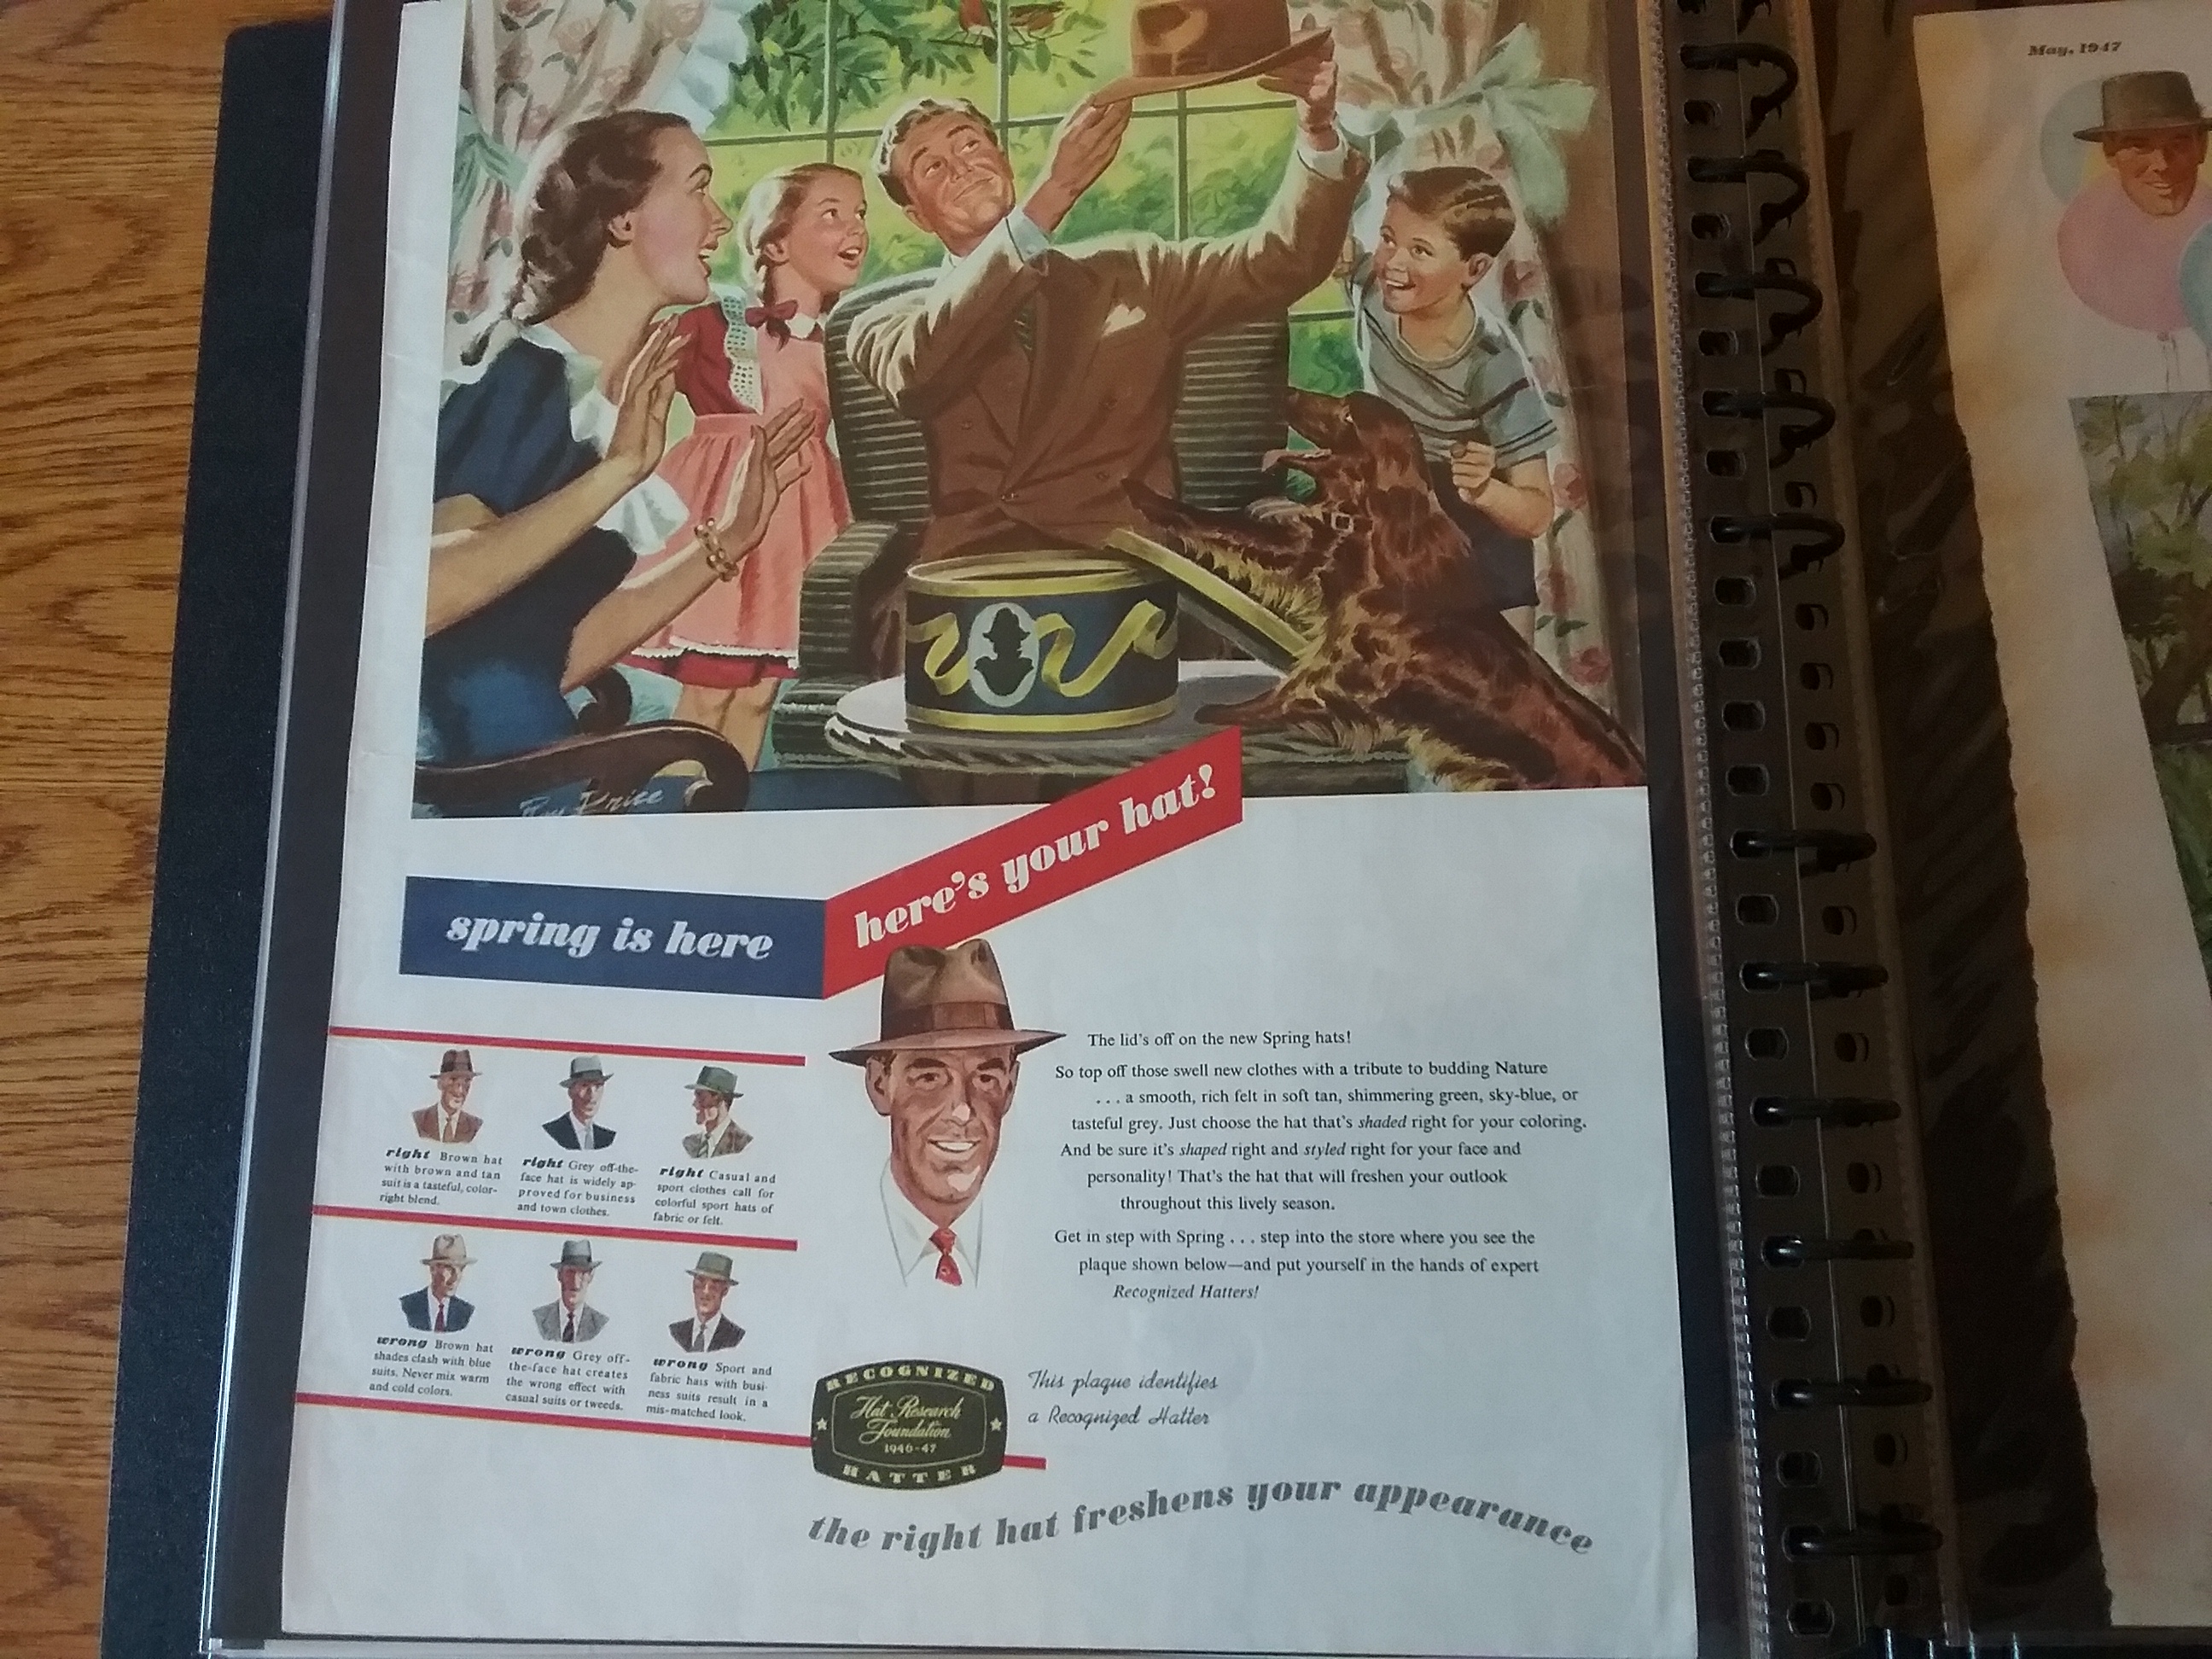 May, 1947
Ray Price
spring is here
here's your hat!
The lid's off on the new Spring hats!
So top off those swell new clothes with a tribute to budding Nature
. . . a smooth, rich felt in soft tan, shimmering green, sky-blue, or
tasteful grey. Just choose the hat that's shaded right for your coloring.
And be sure it's shaped right and styled right for your face and
personality! That's the hat that will freshen your outlook
throughout this lively season.
Get in step with Spring . . . step into the store where you see the
plaque shown below—and put yourself in the hands of expert
Recognized Hatters!
right Brown hat
with brown and tan
suit is a tasteful, color-
right blend.
right Grey off-the-
face hat is widely ap-
proved for business
and town clothes.
right Casual and
sport clothes call for
colorful sport hats of
fabric or felt.
wrong Brown hat
shades clash with blue
suits. Never mix warm
and cold colors.
wrong Grey off-
the-face hat creates
the wrong effect with
casual suits or tweeds.
wrong Sport and
fabric hats with busi-
ness suits result in a
mis-matched look.
RECOGNIZED
Hat Research
Foundation
1946-47
HATTER
This plaque identifies
a Recognized Hatter
the right hat freshens your appearance